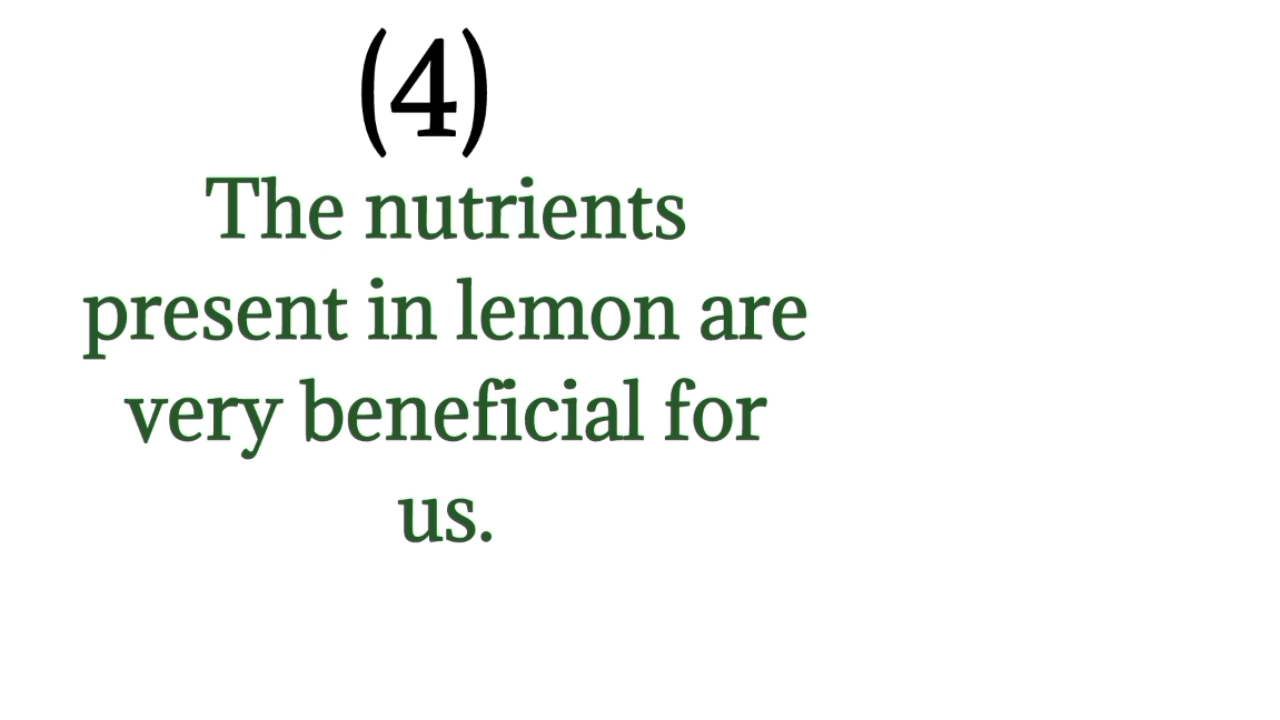 (4)
The nutrients
present in lemon are
very beneficial for
us.